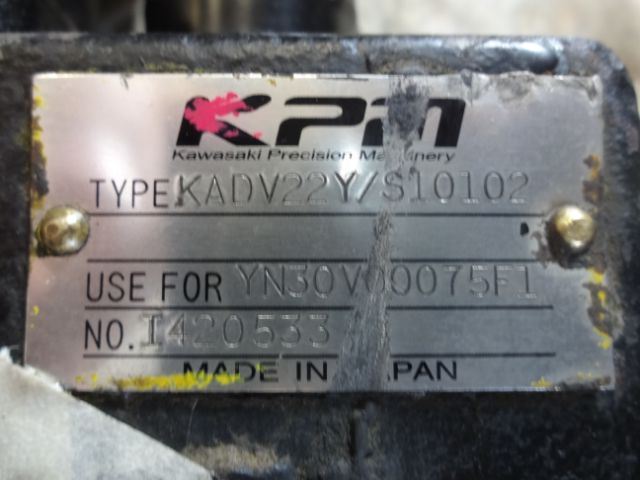 KPM
Kawasaki Precision Machinery
TYPE KADV22Y/S10102
USE FOR YN30V00075F1
NO. I420533
MADE IN JAPAN